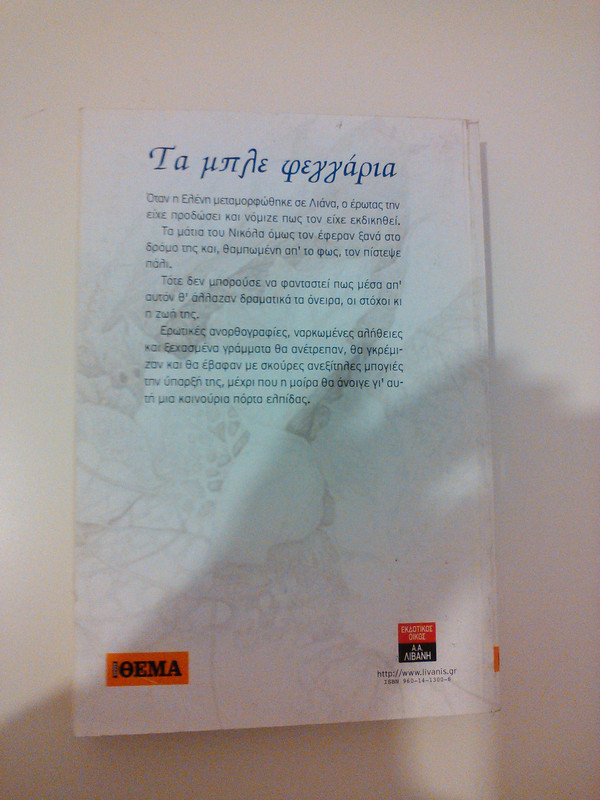 Τα μπλε φεγγάρια
Όταν η Ελένη μεταμορφώθηκε σε Λιάνα, ο έρωτας την
είχε προδώσει και νόμιζε πως τον είχε εκδικηθεί.
Τα μάτια του Νικόλα όμως τον έφεραν ξανά στο
δρόμο της και, θαμπωμένη απ' το φως, τον πίστεψε
πάλι.
Τότε δεν μπορούσε να φανταστεί πως μέσα απ'
αυτόν θ' άλλαζαν δραματικά τα όνειρα, οι στόχοι κι
η ζωή της.
Ερωτικές ανορθογραφίες, ναρκωμένες αλήθειες
και ξεχασμένα γράμματα θα ανέτρεπαν, θα γκρέμι-
ζαν και θα έβαφαν με σκούρες ανεξίτηλες μπογιές
την ύπαρξή της, μέχρι που η μοίρα θα άνοιγε γι' αυ-
τή μια καινούρια πόρτα ελπίδας.
ΘΕΜΑ
ΕΚΔΟΤΙΚΟΣ
ΟΙΚΟΣ
Α.Α.
ΛΙΒΑΝΗ
http://www.livanis.gr
ISBN 960-14-1300-6